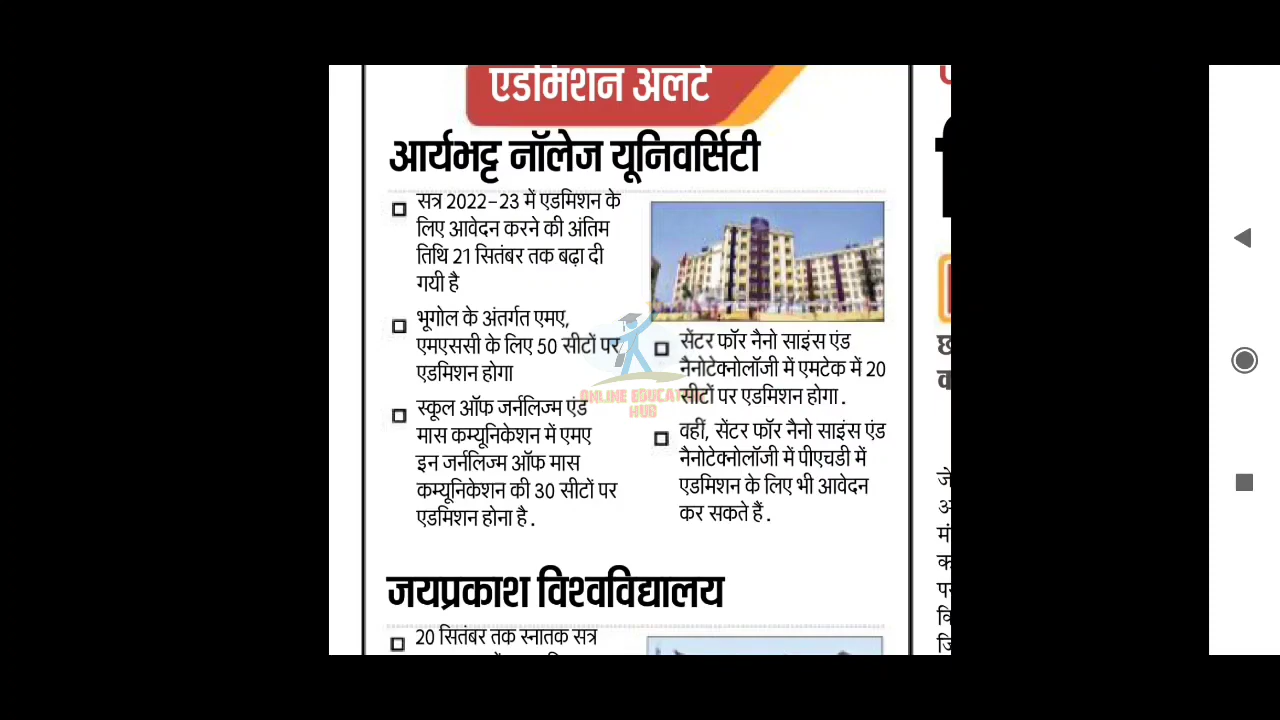 एडमिशन अलर्ट
आर्यभट्ट नॉलेज यूनिवर्सिटी
सत्र 2022-23 में एडमिशन के
लिए आवेदन करने की अंतिम
तिथि 21 सितंबर तक बढ़ा दी
गयी है
भूगोल के अंतर्गत एमए,
एमएससी के लिए 50 सीटों पर
एडमिशन होगा
स्कूल ऑफ जर्नलिज्म एंड
मास कम्यूनिकेशन में एमए
इन जर्नलिज्म ऑफ मास
कम्यूनिकेशन की 30 सीटों पर
एडमिशन होना है.
सेंटर फॉर नैनो साइंस एंड
नैनोटेक्नोलॉजी में एमटेक में 20
सीटों पर एडमिशन होगा.
वहीं, सेंटर फॉर नैनो साइंस एंड
नैनोटेक्नोलॉजी में पीएचडी में
एडमिशन के लिए भी आवेदन
कर सकते हैं.
ONLINE EDUCATION
HUB
जयप्रकाश विश्वविद्यालय
20 सितंबर तक स्नातक सत्र